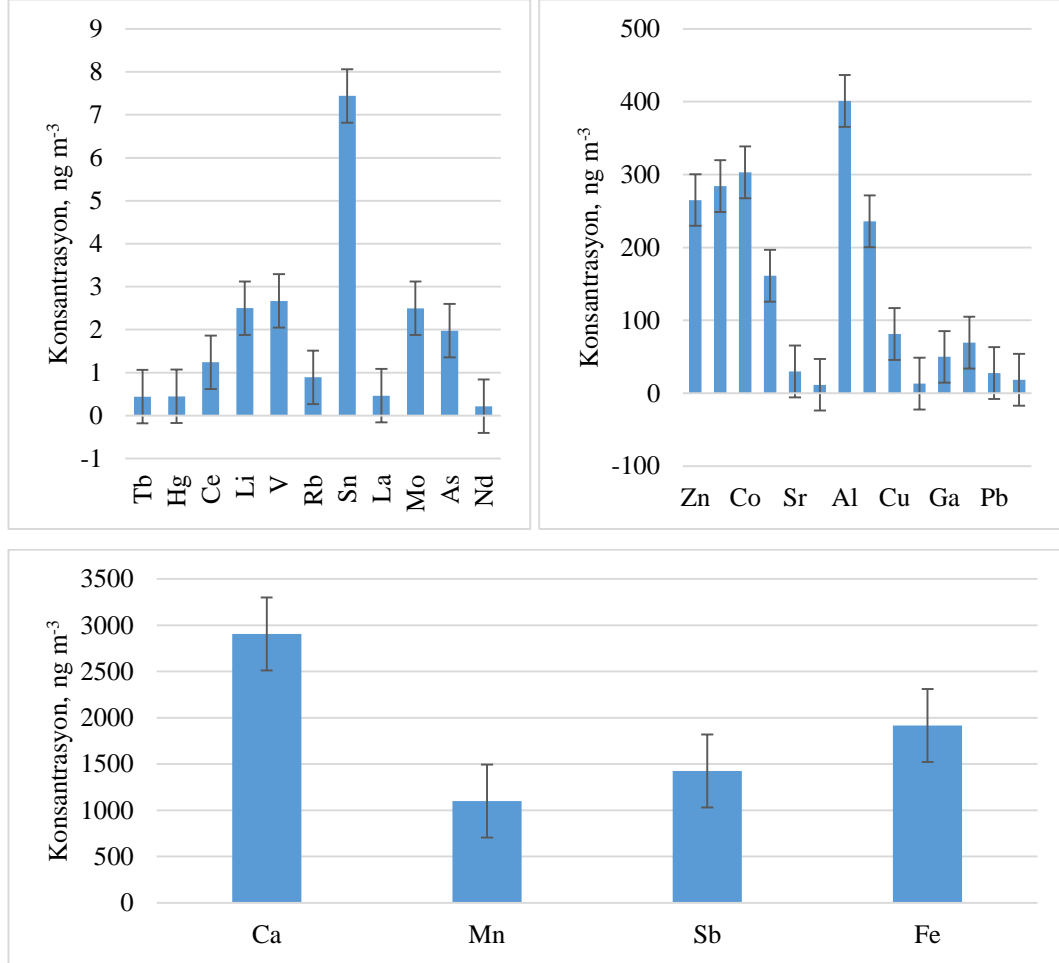 Konsantrasyon, ng m-3
9
8
7
6
5
4
3
2
1
0
-1
Tb
Hg
Ce
Li
V
Rb
Sn
La
Mo
As
Nd
Konsantrasyon, ng m-3
500
400
300
200
100
0
-100
Zn Co Sr Al Cu Ga Pb
Konsantrasyon, ng m-3
3500
3000
2500
2000
1500
1000
500
0
Ca Mn Sb Fe